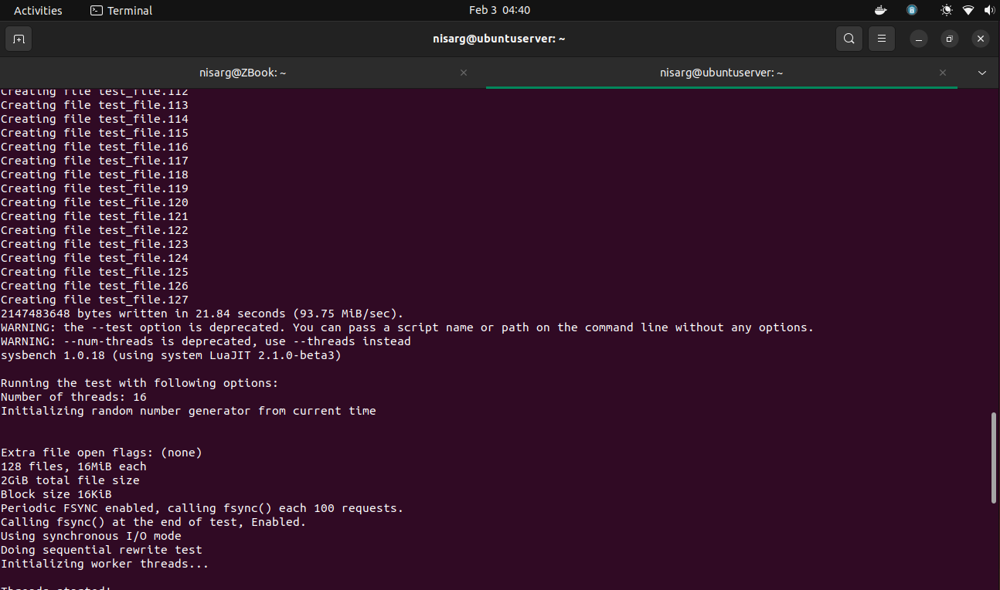 Activities
Terminal
Feb 3 04:40
nisarg@ubuntuserver: ~
nisarg@ZBook: ~
nisarg@ubuntuserver: ~
Creating file test_file.112
Creating file test_file.113
Creating file test_file.114
Creating file test_file.115
Creating file test_file.116
Creating file test_file.117
Creating file test_file.118
Creating file test_file.119
Creating file test_file.120
Creating file test_file.121
Creating file test_file.122
Creating file test_file.123
Creating file test_file.124
Creating file test_file.125
Creating file test_file.126
Creating file test_file.127
2147483648 bytes written in 21.84 seconds (93.75 MiB/sec).
WARNING: the --test option is deprecated. You can pass a script name or path on the command line without any options.
WARNING: --num-threads is deprecated, use --threads instead
sysbench 1.0.18 (using system LuaJIT 2.1.0-beta3)
Running the test with following options:
Number of threads: 16
Initializing random number generator from current time
Extra file open flags: (none)
128 files, 16MiB each
2GiB total file size
Block size 16KiB
Periodic FSYNC enabled, calling fsync() each 100 requests.
Calling fsync() at the end of test, Enabled.
Using synchronous I/O mode
Doing sequential rewrite test
Initializing worker threads...
Threads started!